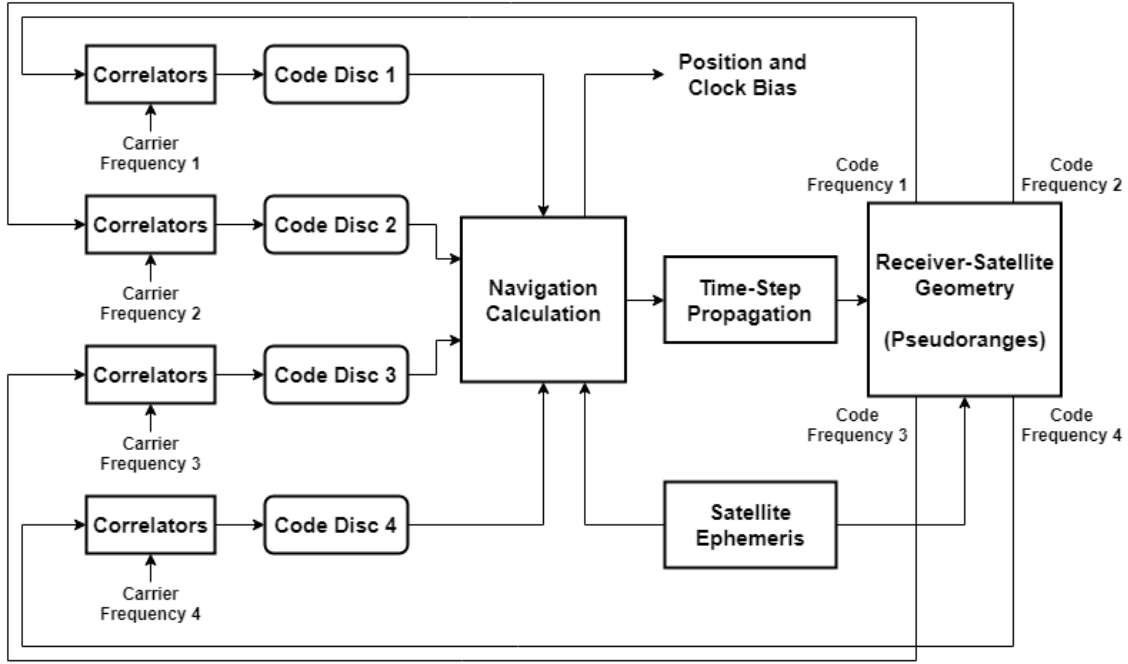 Correlators
Code Disc 1
Carrier
Frequency 1
Position and
Clock Bias
Code
Frequency 1
Code
Frequency 2
Correlators
Code Disc 2
Carrier
Frequency 2
Navigation
Calculation
Time-Step
Propagation
Receiver-Satellite
Geometry
(Pseudoranges)
Correlators
Code Disc 3
Carrier
Frequency 3
Code
Frequency 3
Code
Frequency 4
Correlators
Code Disc 4
Carrier
Frequency 4
Satellite
Ephemeris